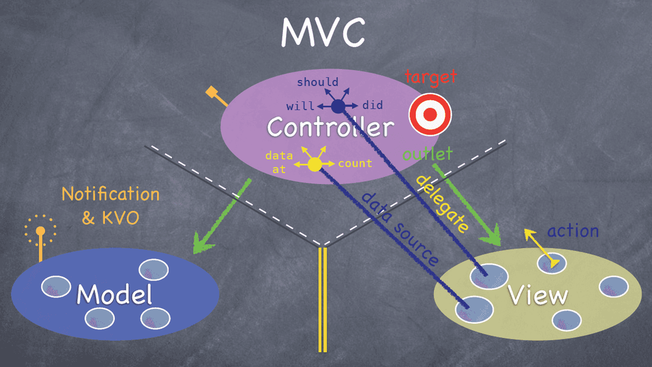 MVC
should
target
will
did
Controller
data
at
count
outlet
Notification
& KVO
delegate
data source
action
Model
View